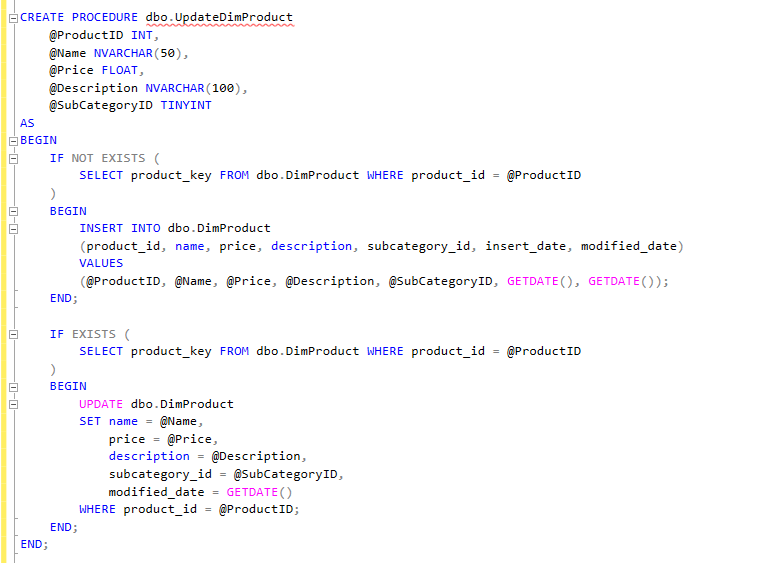 CREATE PROCEDURE dbo.UpdateDimProduct
    @ProductID INT,
    @Name NVARCHAR(50),
    @Price FLOAT,
    @Description NVARCHAR(100),
    @SubCategoryID TINYINT
AS
BEGIN
    IF NOT EXISTS (
        SELECT product_key FROM dbo.DimProduct WHERE product_id = @ProductID
    )
    BEGIN
        INSERT INTO dbo.DimProduct
        (product_id, name, price, description, subcategory_id, insert_date, modified_date)
        VALUES
        (@ProductID, @Name, @Price, @Description, @SubCategoryID, GETDATE(), GETDATE());
    END;

    IF EXISTS (
        SELECT product_key FROM dbo.DimProduct WHERE product_id = @ProductID
    )
    BEGIN
        UPDATE dbo.DimProduct
        SET name = @Name,
            price = @Price,
            description = @Description,
            subcategory_id = @SubCategoryID,
            modified_date = GETDATE()
        WHERE product_id = @ProductID;
    END;
END;